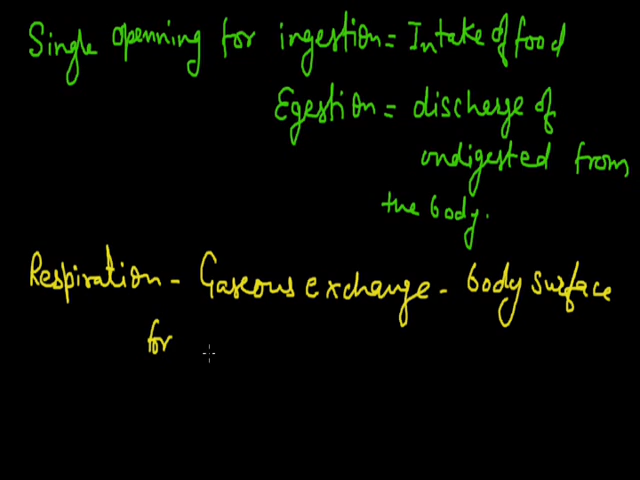 Single openning for ingestion = Intake of food
Egestion = discharge of
undigested from
the body.
Respiration - Gaseous exchange - body surface
for